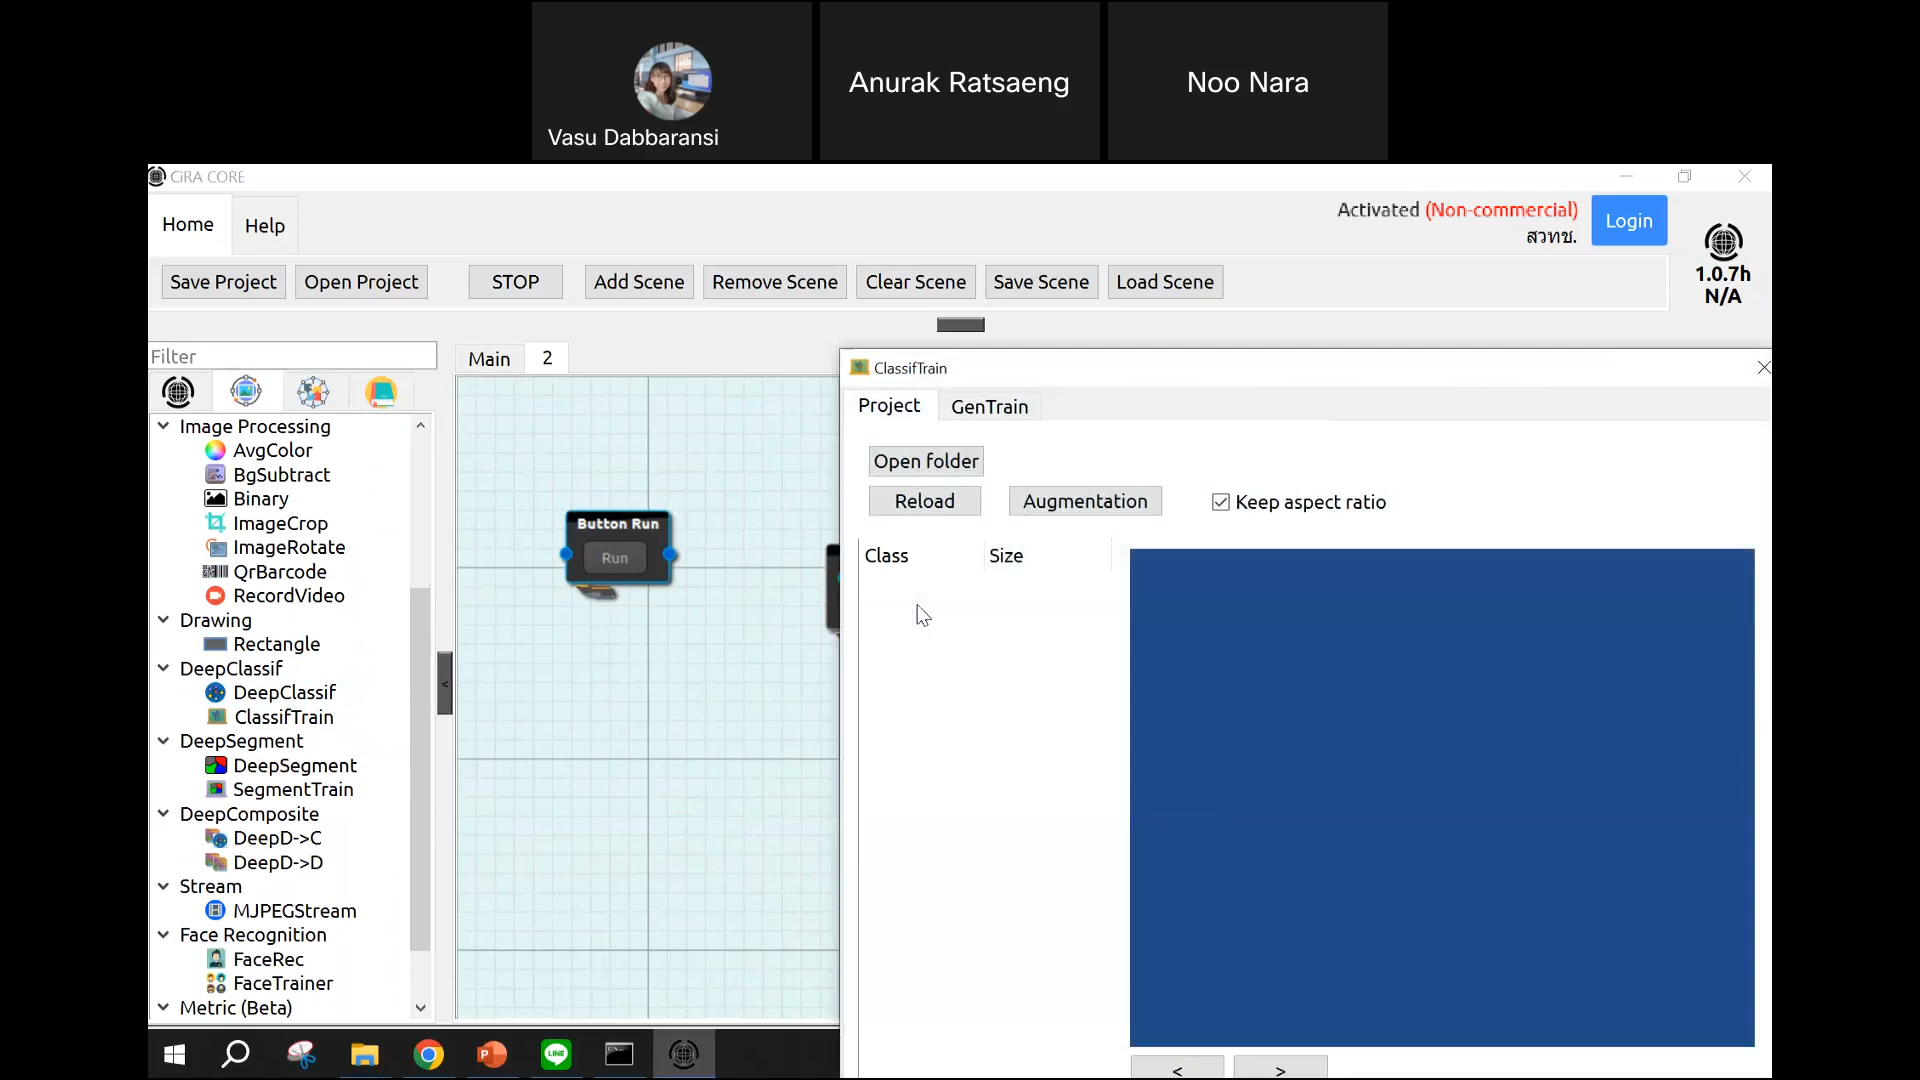 Vasu Dabbaransi
Anurak Ratsaeng
Noo Nara
CiRA CORE
Home
Help
Activated (Non-commercial)
สวทช.
Login
Save Project
Open Project
STOP
Add Scene
Remove Scene
Clear Scene
Save Scene
Load Scene
1.0.7h
N/A
Filter
Main
2
Image Processing
AvgColor
BgSubtract
Binary
ImageCrop
ImageRotate
QrBarcode
RecordVideo
Drawing
Rectangle
DeepClassif
DeepClassif
ClassifTrain
DeepSegment
DeepSegment
SegmentTrain
DeepComposite
DeepD->C
DeepD->D
Stream
MJPEGStream
Face Recognition
FaceRec
FaceTrainer
Metric (Beta)
<
Button Run
Run
ClassifTrain
Project
GenTrain
Open folder
Reload
Augmentation
Keep aspect ratio
Class
Size
<
>
LINE